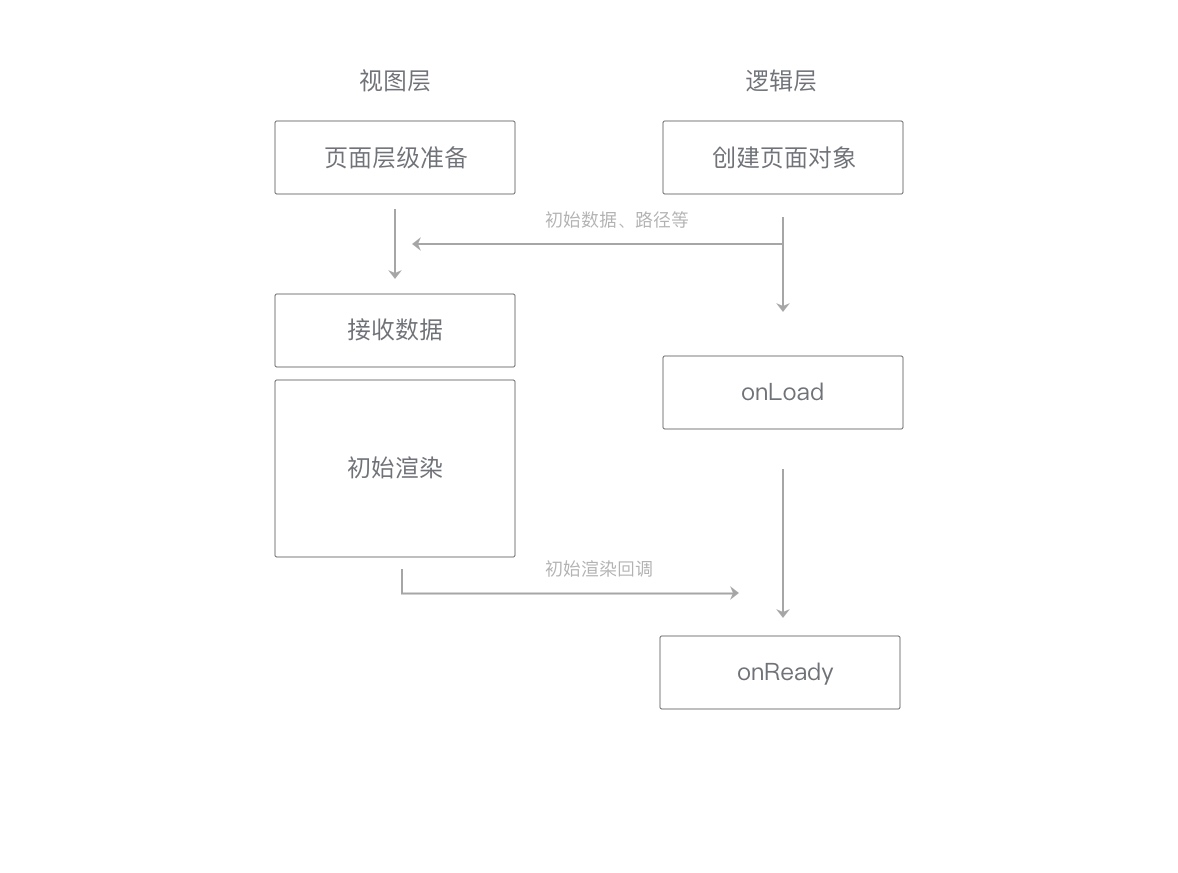 视图层
逻辑层
页面层级准备
创建页面对象
初始数据、路径等
接收数据
onLoad
初始渲染
初始渲染回调
onReady